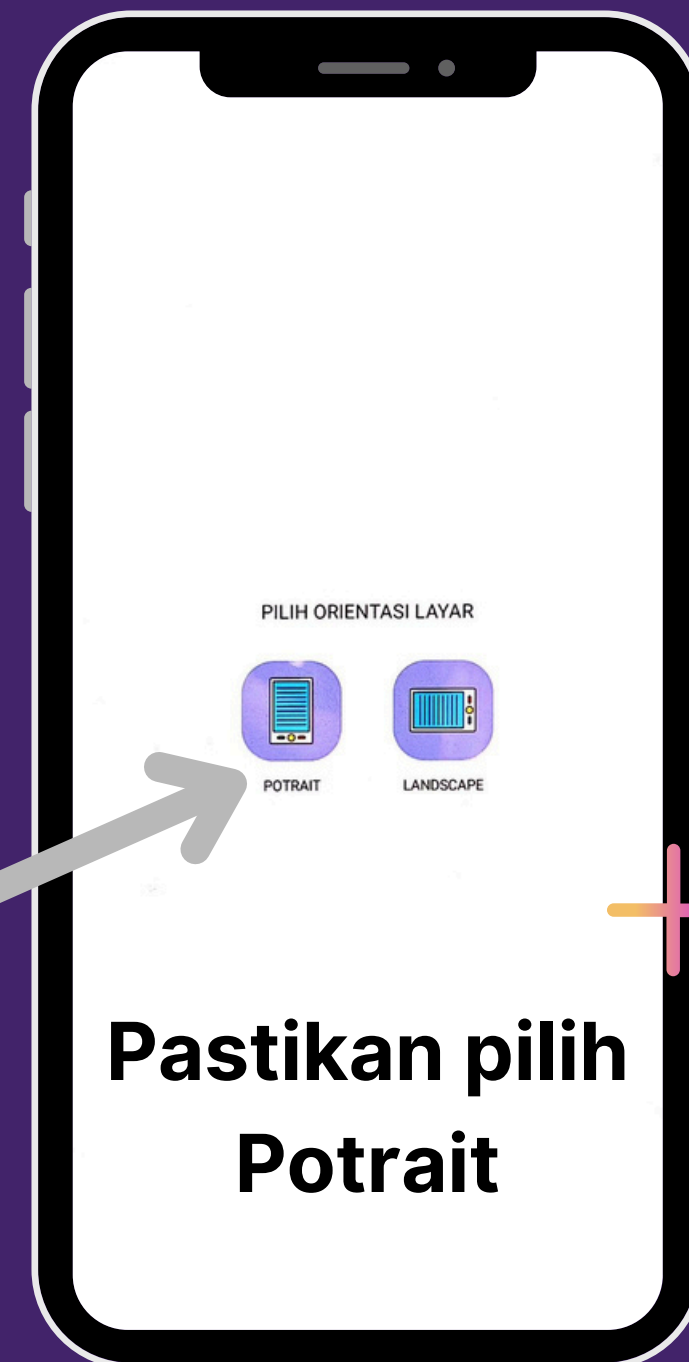 PILIH ORIENTASI LAYAR
POTRAIT
LANDSCAPE
Pastikan pilih
Potrait